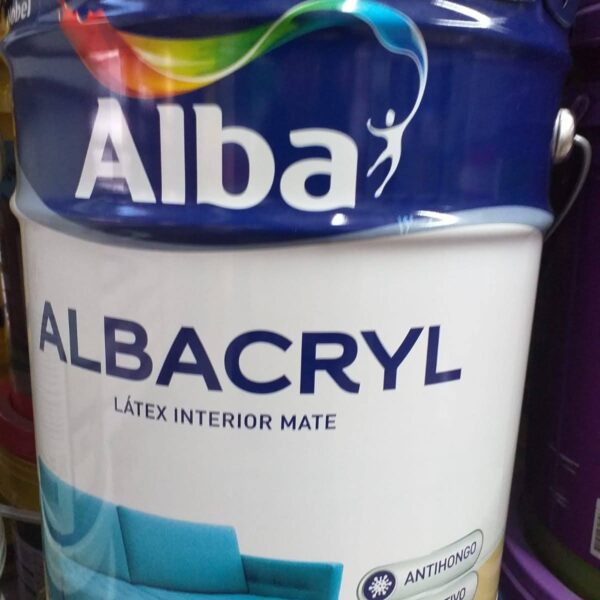 Alba
ALBACRYL
LÁTEX INTERIOR MATE
ANTIHONGO